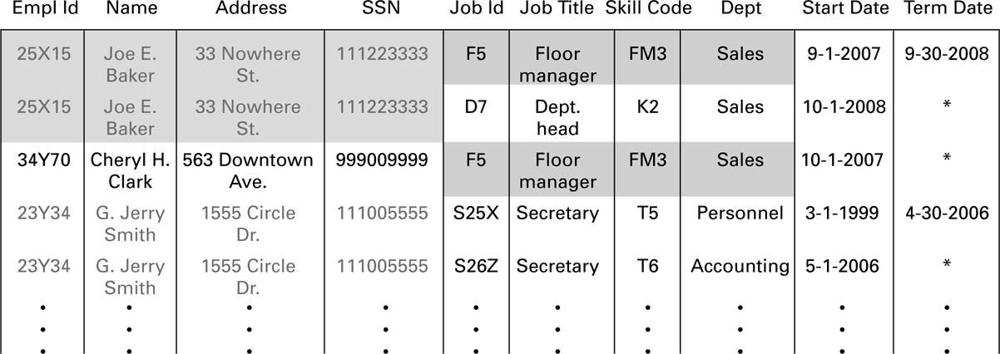 Empl Id Name Address SSN Job Id Job Title Skill Code Dept Start Date Term Date
25X15 Joe E. 33 Nowhere 111223333 F5 Floor FM3 Sales 9-1-2007 9-30-2008
Baker St. manager
25X15 Joe E. 33 Nowhere 111223333 D7 Dept. K2 Sales 10-1-2008 *
Baker St. head
34Y70 Cheryl H. 563 Downtown 999009999 F5 Floor FM3 Sales 10-1-2007 *
Clark Ave. manager
23Y34 G. Jerry 1555 Circle 111005555 S25X Secretary T5 Personnel 3-1-1999 4-30-2006
Smith Dr.
23Y34 G. Jerry 1555 Circle 111005555 S26Z Secretary T6 Accounting 5-1-2006 *
Smith Dr.
• • • • • • • • • •
• • • • • • • • • •
• • • • • • • • • •